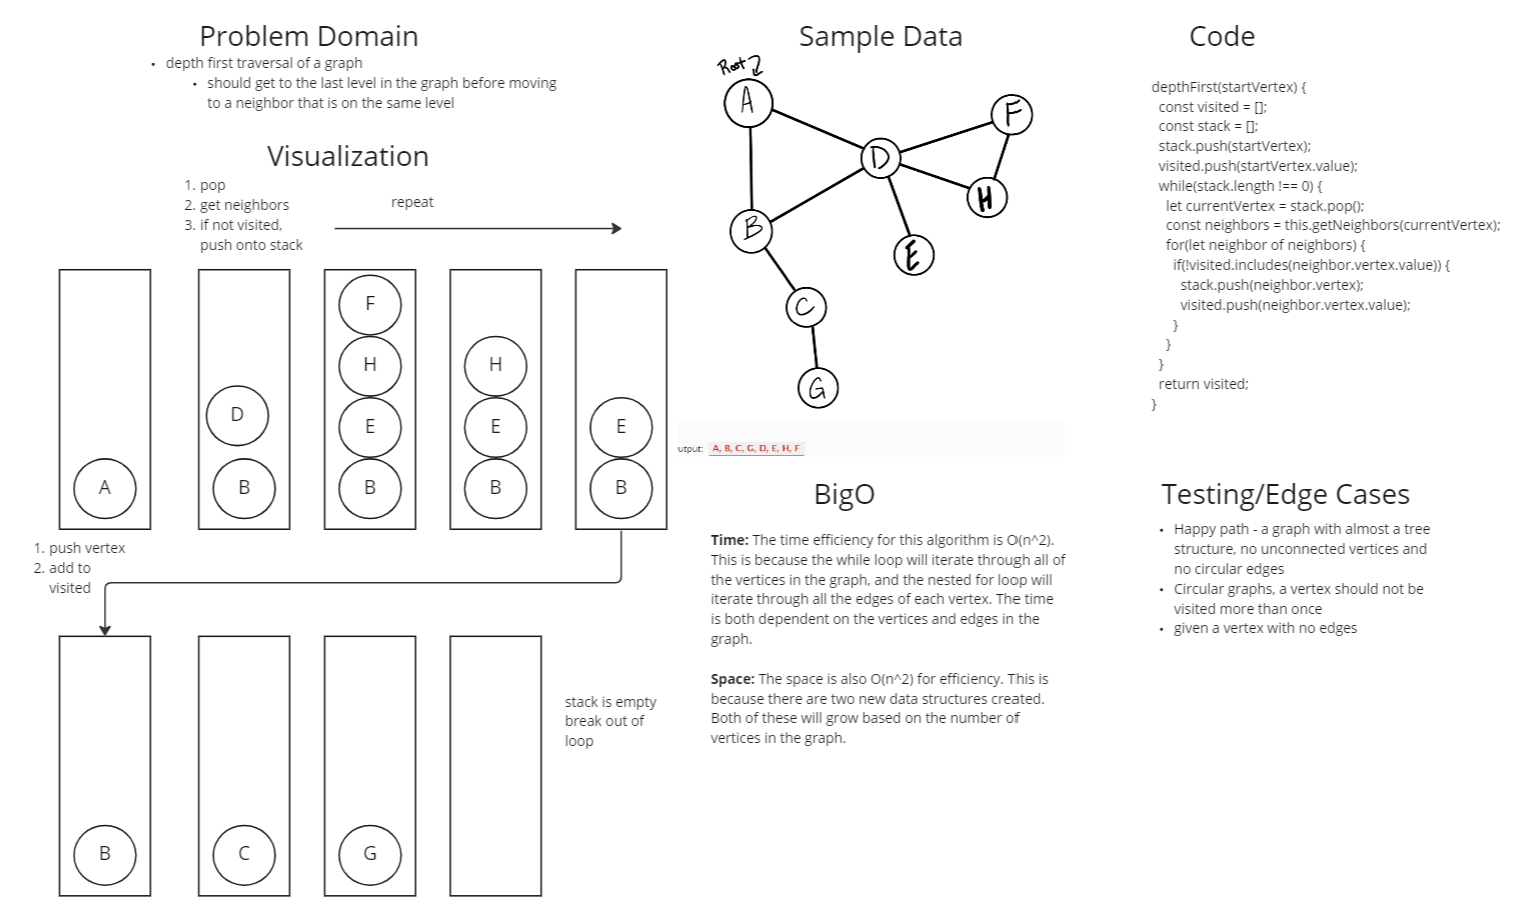 Problem Domain
• depth first traversal of a graph
• should get to the last level in the graph before moving
to a neighbor that is on the same level
Visualization
1. pop
2. get neighbors
3. if not visited,
push onto stack
repeat
A
D
B
F
H
E
B
H
E
B
E
B
1. push vertex
2. add to
visited
B
C
G
stack is empty
break out of
loop
Sample Data
Root
A
F
D
H
B
E
C
G
utput: A, B, C, G, D, E, H, F
BigO
Time: The time efficiency for this algorithm is O(n^2).
This is because the while loop will iterate through all of
the vertices in the graph, and the nested for loop will
iterate through all the edges of each vertex. The time
is both dependent on the vertices and edges in the
graph.
Space: The space is also O(n^2) for efficiency. This is
because there are two new data structures created.
Both of these will grow based on the number of
vertices in the graph.
Code
depthFirst(startVertex) {
const visited = [];
const stack = [];
stack.push(startVertex);
visited.push(startVertex.value);
while(stack.length !== 0) {
let currentVertex = stack.pop();
const neighbors = this.getNeighbors(currentVertex);
for(let neighbor of neighbors) {
if(!visited.includes(neighbor.vertex.value)) {
stack.push(neighbor.vertex);
visited.push(neighbor.vertex.value);
}
}
}
return visited;
}
Testing/Edge Cases
• Happy path - a graph with almost a tree
structure, no unconnected vertices and
no circular edges
• Circular graphs, a vertex should not be
visited more than once
• given a vertex with no edges